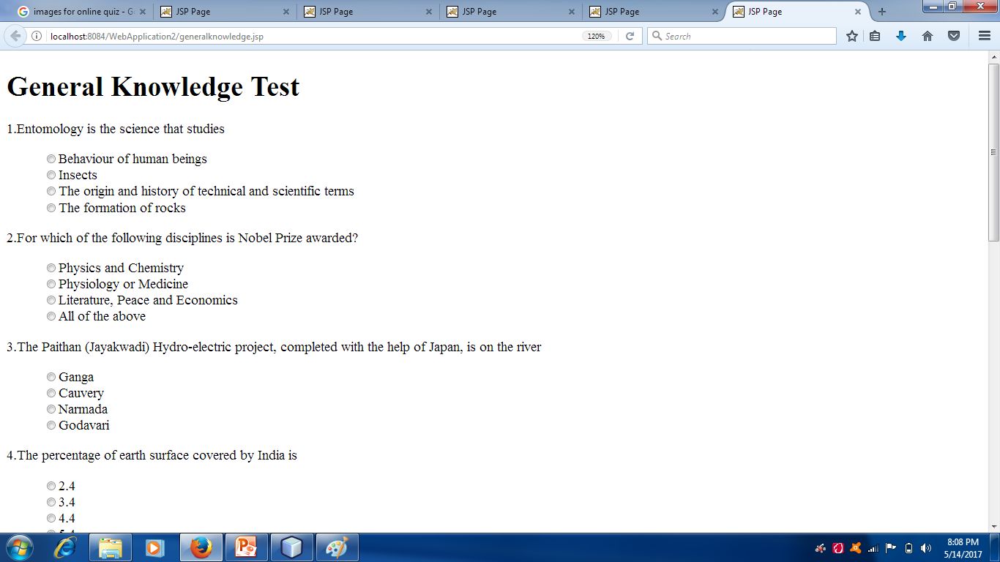 images for online quiz - G
JSP Page
JSP Page
JSP Page
JSP Page
JSP Page
localhost:8084/WebApplication2/generalknowledge.jsp
120%
Search
General Knowledge Test
1.Entomology is the science that studies
Behaviour of human beings
Insects
The origin and history of technical and scientific terms
The formation of rocks
2.For which of the following disciplines is Nobel Prize awarded?
Physics and Chemistry
Physiology or Medicine
Literature, Peace and Economics
All of the above
3.The Paithan (Jayakwadi) Hydro-electric project, completed with the help of Japan, is on the river
Ganga
Cauvery
Narmada
Godavari
4.The percentage of earth surface covered by India is
2.4
3.4
4.4
8:08 PM
5/14/2017